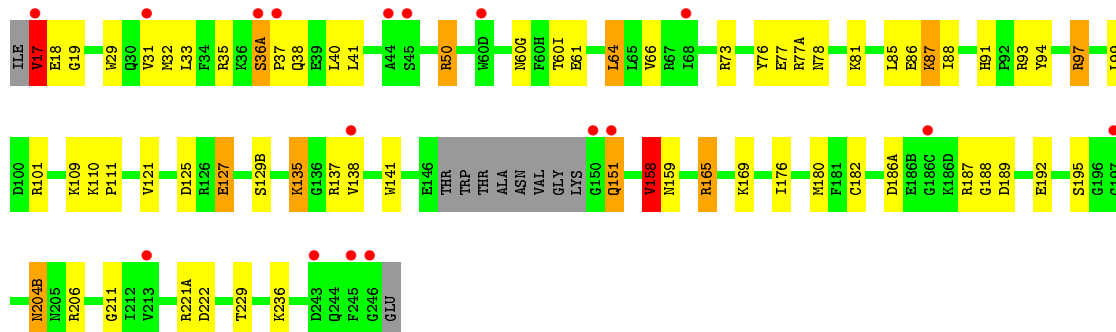 ILE V17 E18 G19 W29 Q30 V31 M32 L33 F34 R35 K36 S36A P37 Q38 E39 L40 L41 A44 S45 R50 W60D N60G F60H T60I E61 L64 L65 V66 R67 I68 R73 Y76 E77 R77A N78 K81 L85 E86 K87 I88 H91 P92 R93 Y94 R97
D100 R101 K109 K110 P111 V121 D125 R126 E127 S129B K135 G136 R137 V138 W141 E146 THR TRP THR ALA ASN VAL GLY LYS G150 Q151 V158 N159 R165 K169 I176 M180 F181 C182 D186A E186B G186C K186D R187 G188 D189 E192 S195 G196
N204B N205 R206 G211 I212 V213 R221A D222 T229 K236 D243 Q244 F245 G246 GLU